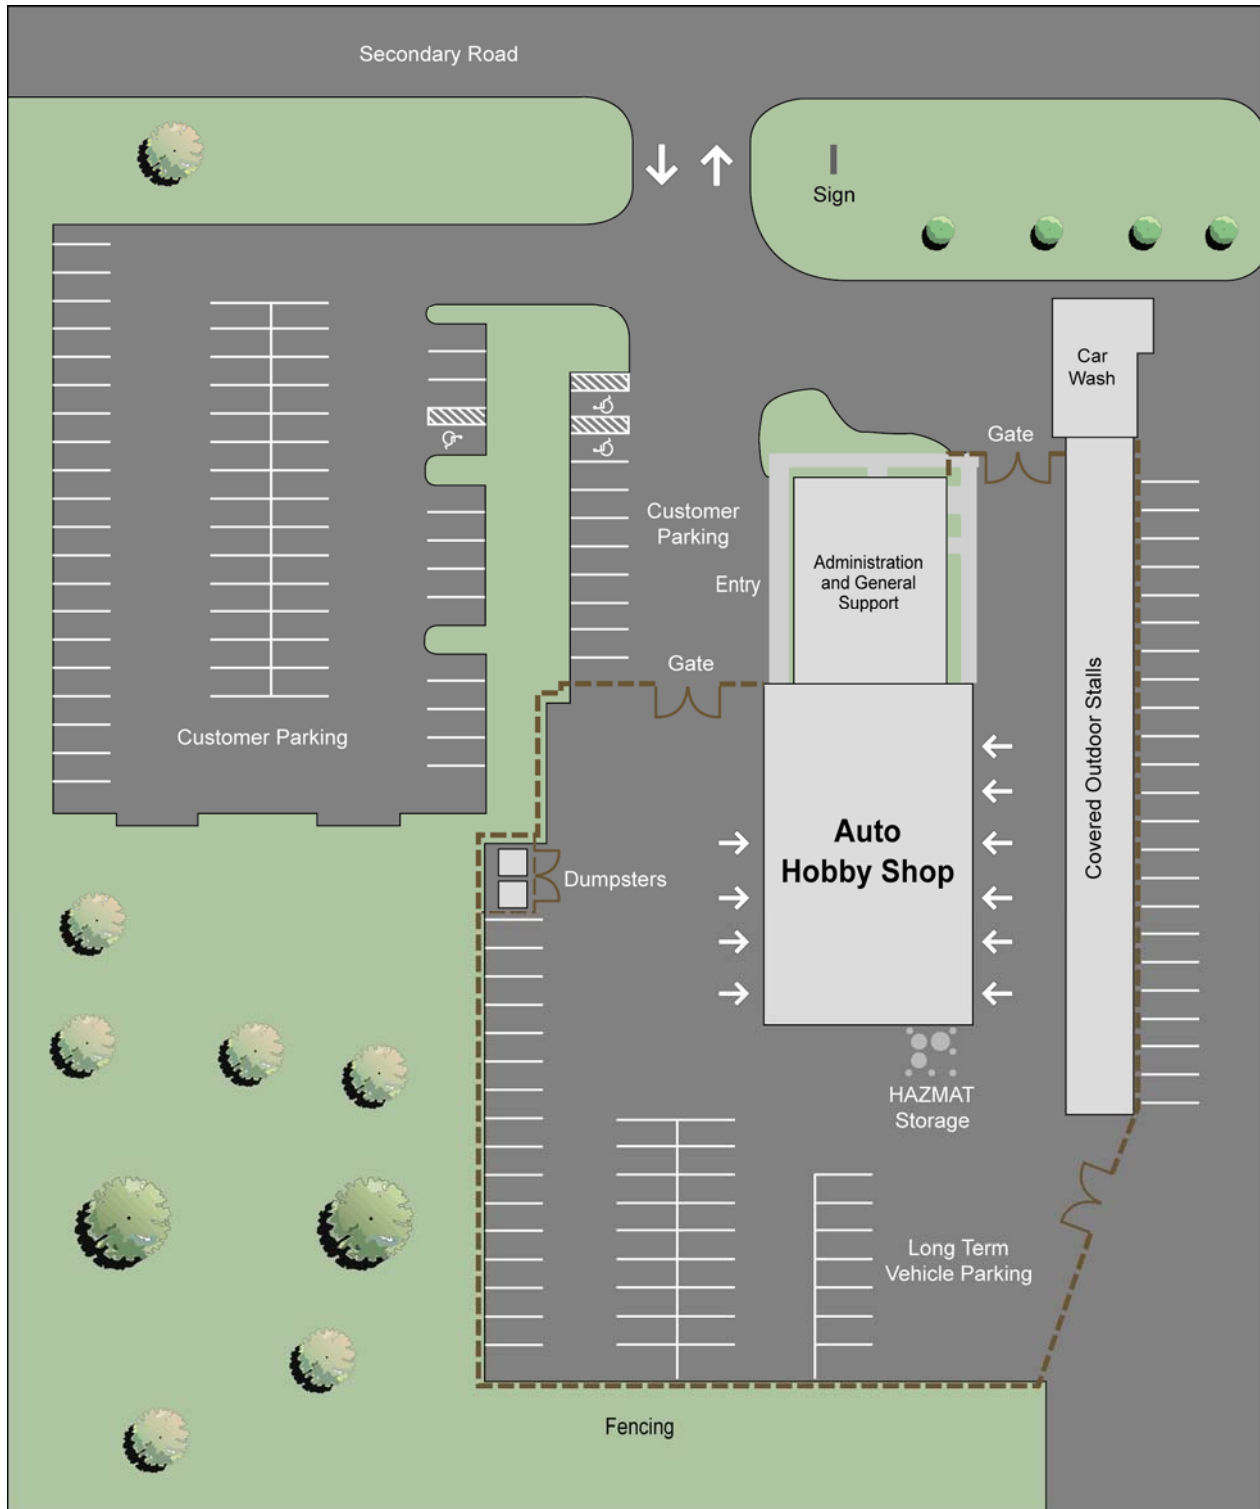 Secondary Road
Sign
Car
Wash
Gate
Customer
Parking
Administration
and General
Support
Entry
Gate
Customer Parking
Covered Outdoor Stalls
Auto
Hobby Shop
Dumpsters
HAZMAT
Storage
Long Term
Vehicle Parking
Fencing